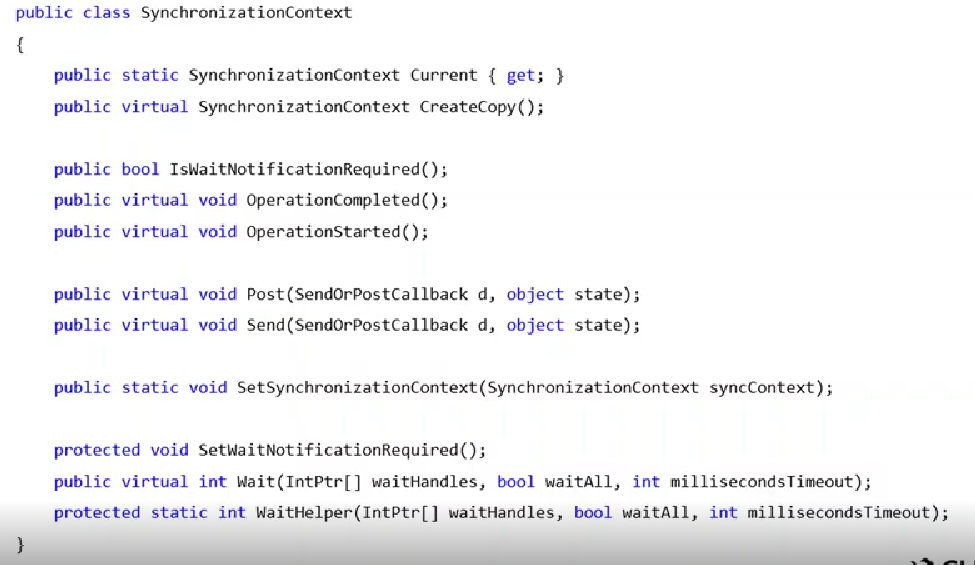 public class SynchronizationContext
{
public static SynchronizationContext Current { get; }
public virtual SynchronizationContext CreateCopy();
public bool IsWaitNotificationRequired();
public virtual void OperationCompleted();
public virtual void OperationStarted();
public virtual void Post(SendOrPostCallback d, object state);
public virtual void Send(SendOrPostCallback d, object state);
public static void SetSynchronizationContext(SynchronizationContext syncContext);
protected void SetWaitNotificationRequired();
public virtual int Wait(IntPtr[] waitHandles, bool waitAll, int millisecondsTimeout);
protected static int WaitHelper(IntPtr[] waitHandles, bool waitAll, int millisecondsTimeout);
}